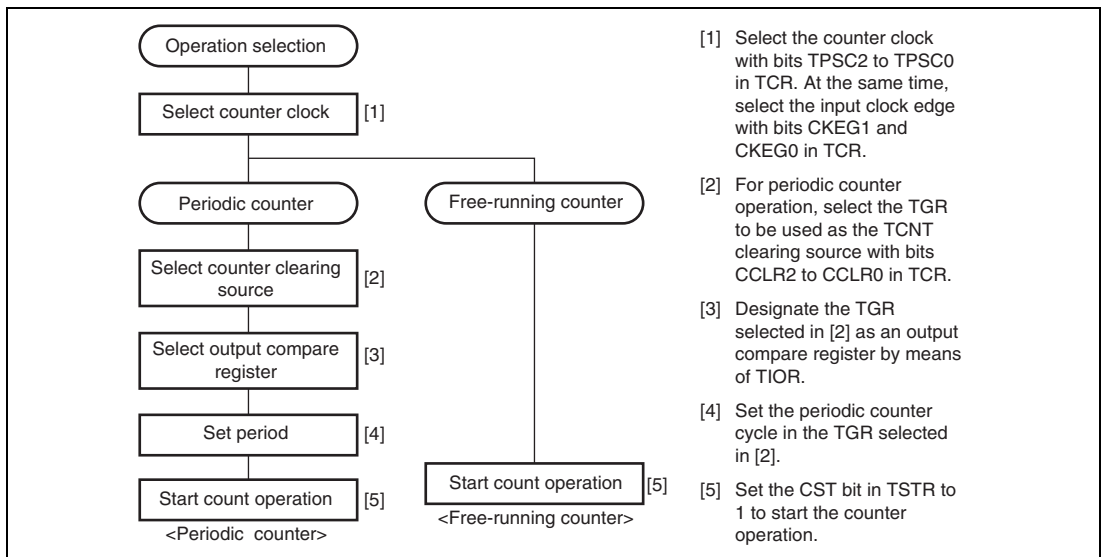 Operation selection
Select counter clock
[1]
Periodic counter
Free-running counter
Select counter clearing
source
[2]
Select output compare
register
[3]
Set period
[4]
Start count operation
[5]
<Periodic counter>
Start count operation
[5]
<Free-running counter>
[1] Select the counter clock
with bits TPSC2 to TPSC0
in TCR. At the same time,
select the input clock edge
with bits CKEG1 and
CKEG0 in TCR.
[2] For periodic counter
operation, select the TGR
to be used as the TCNT
clearing source with bits
CCLR2 to CCLR0 in TCR.
[3] Designate the TGR
selected in [2] as an output
compare register by means
of TIOR.
[4] Set the periodic counter
cycle in the TGR selected
in [2].
[5] Set the CST bit in TSTR to
1 to start the counter
operation.